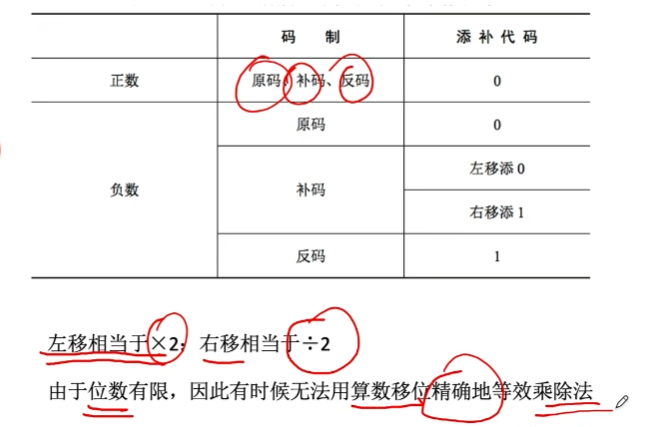 码 制 添补代码
正数 原码、补码、反码 0
原码 0
负数 补码 左移添 0
右移添 1
反码 1
左移相当于×2；右移相当于÷2
由于位数有限，因此有时候无法用算数移位精确地等效乘除法